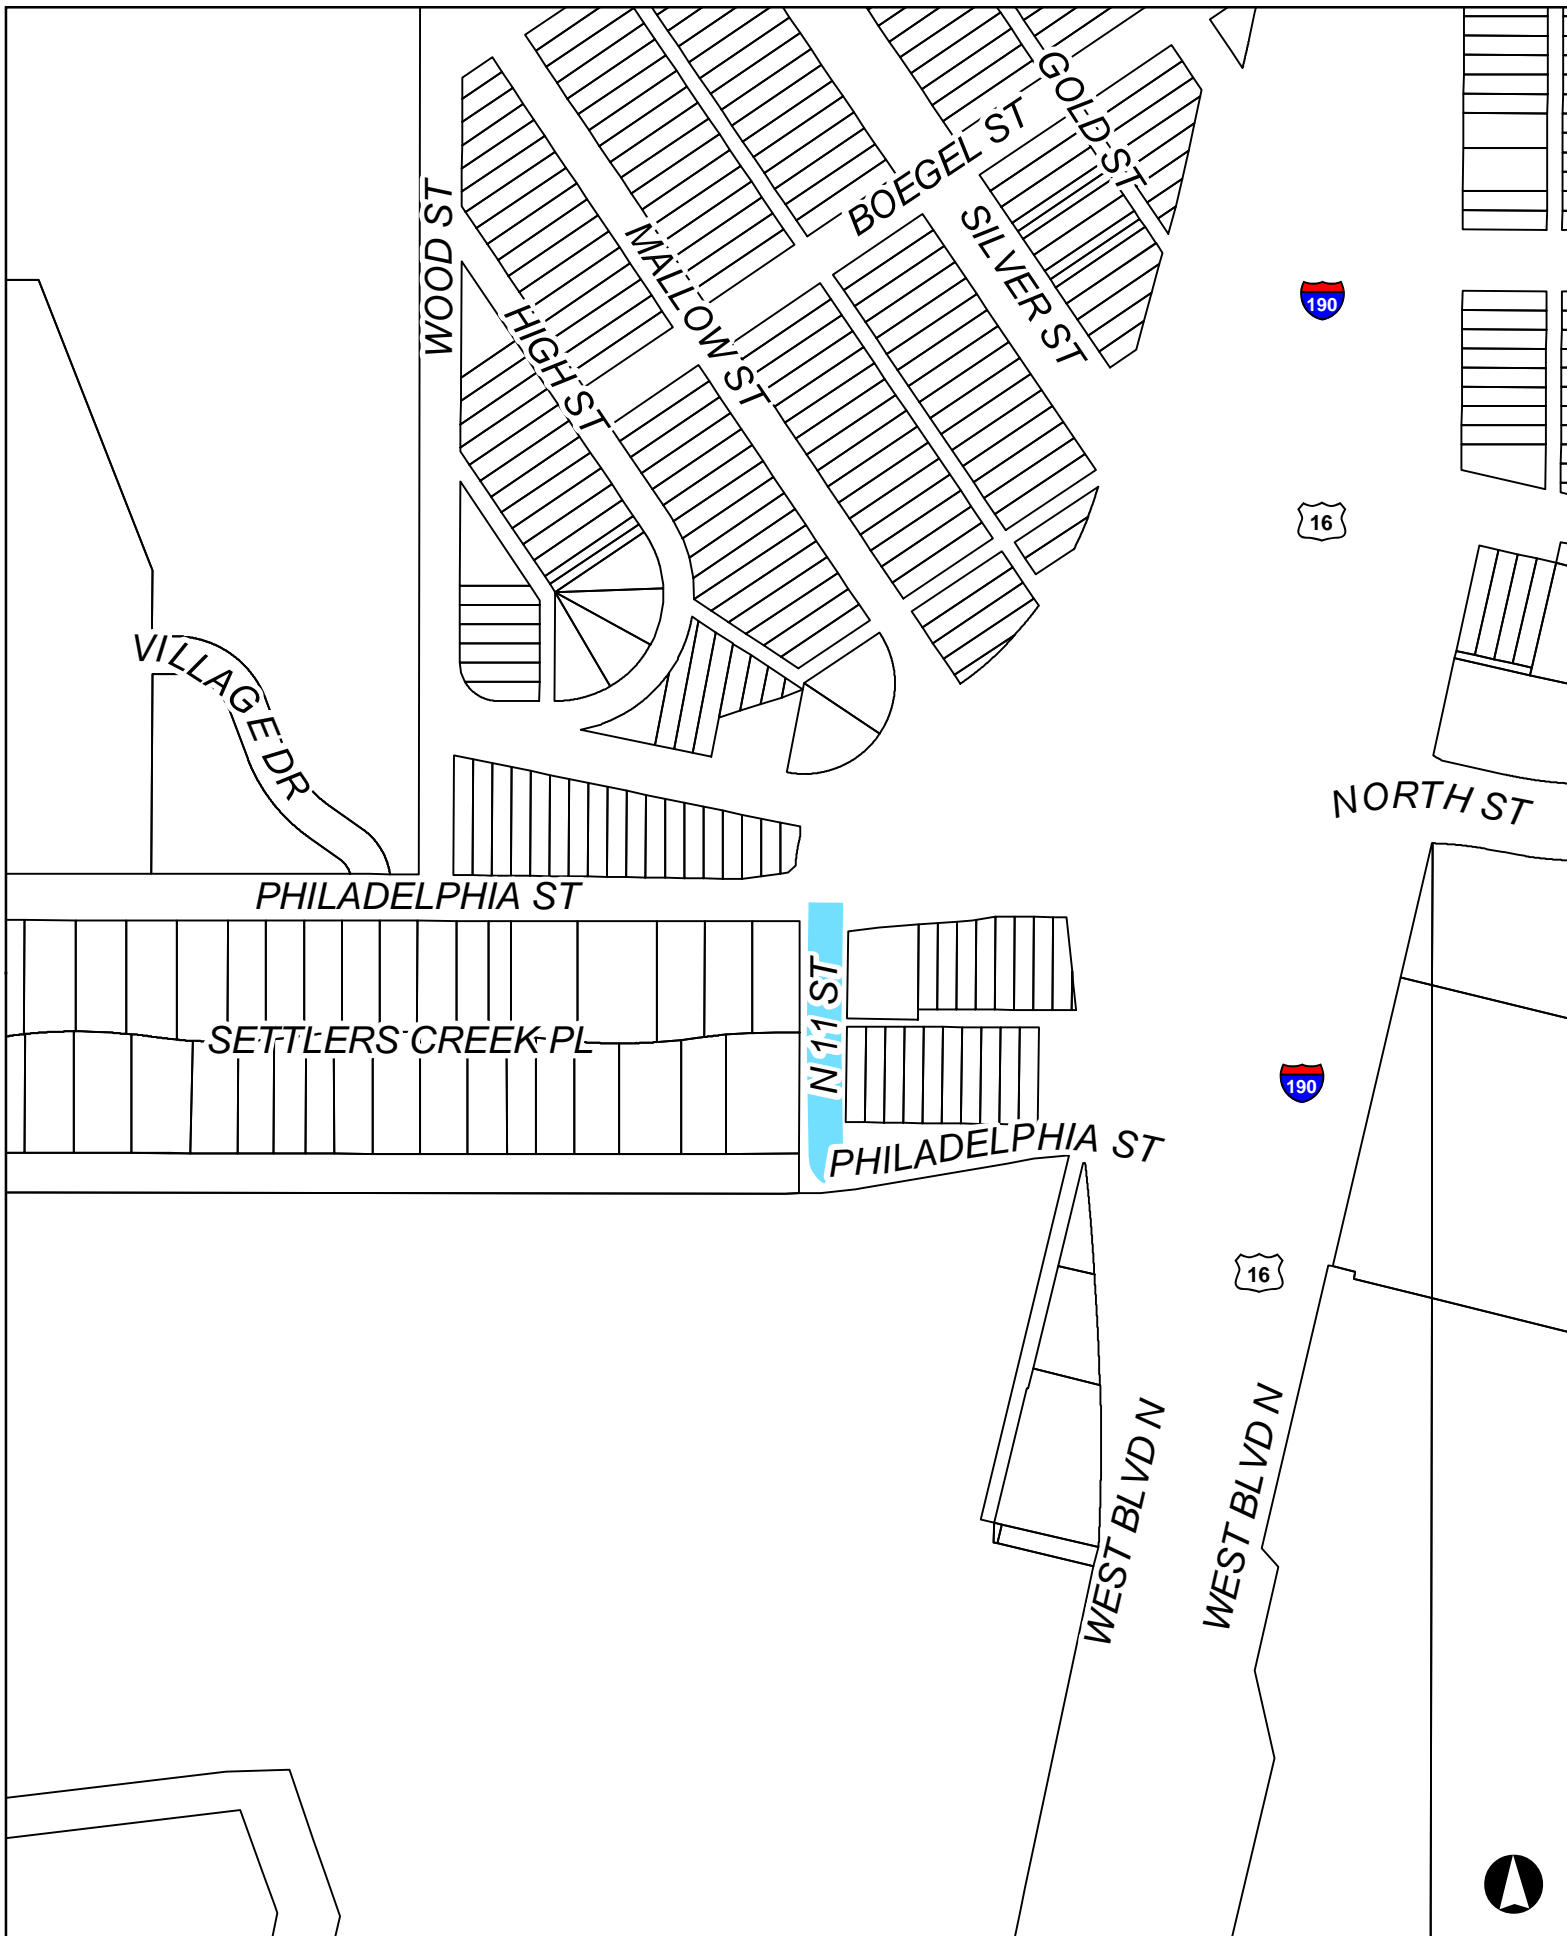 GOLD ST
BOEGEL ST
WOOD ST
MALLOW ST
SILVER ST
HIGH ST
190
16
VILLAGE DR
NORTH ST
PHILADELPHIA ST
N 11 ST
SETTLERS CREEK PL
190
PHILADELPHIA ST
16
WEST BLVD N
WEST BLVD N